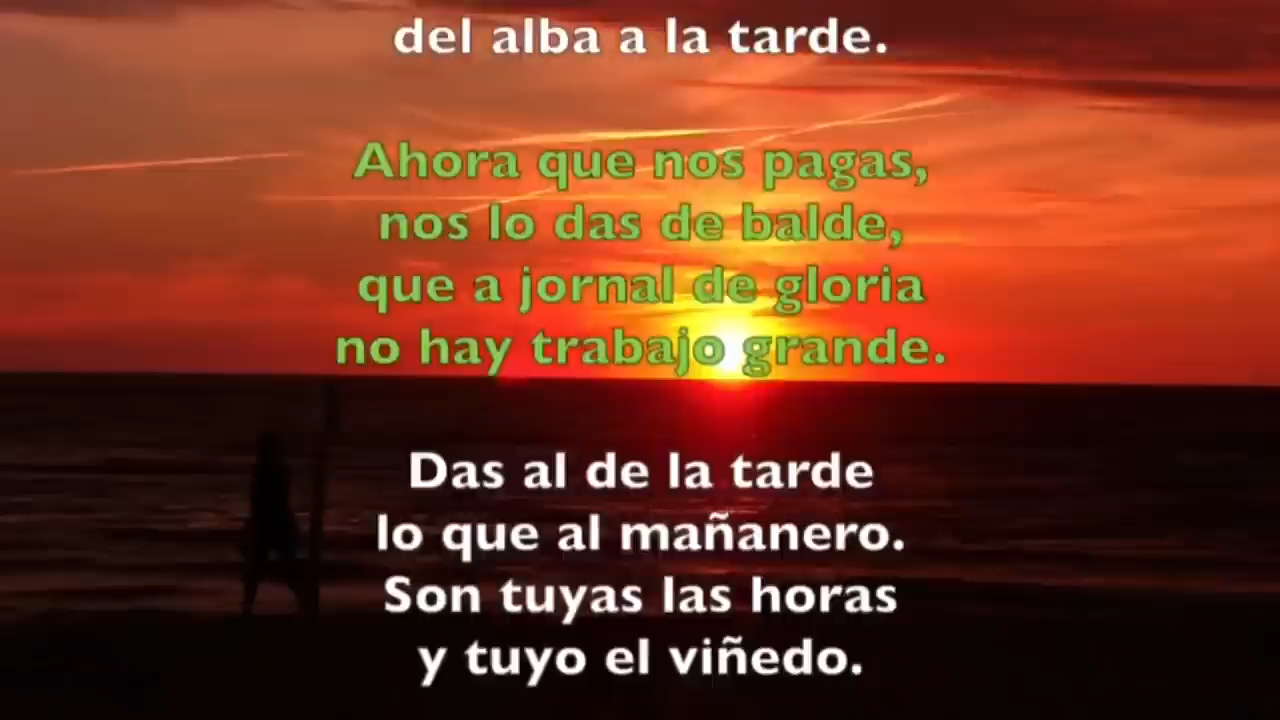 del alba a la tarde.
Ahora que nos pagas,
nos lo das de balde,
que a jornal de gloria
no hay trabajo grande.
Das al de la tarde
lo que al mañanero.
Son tuyas las horas
y tuyo el viñedo.